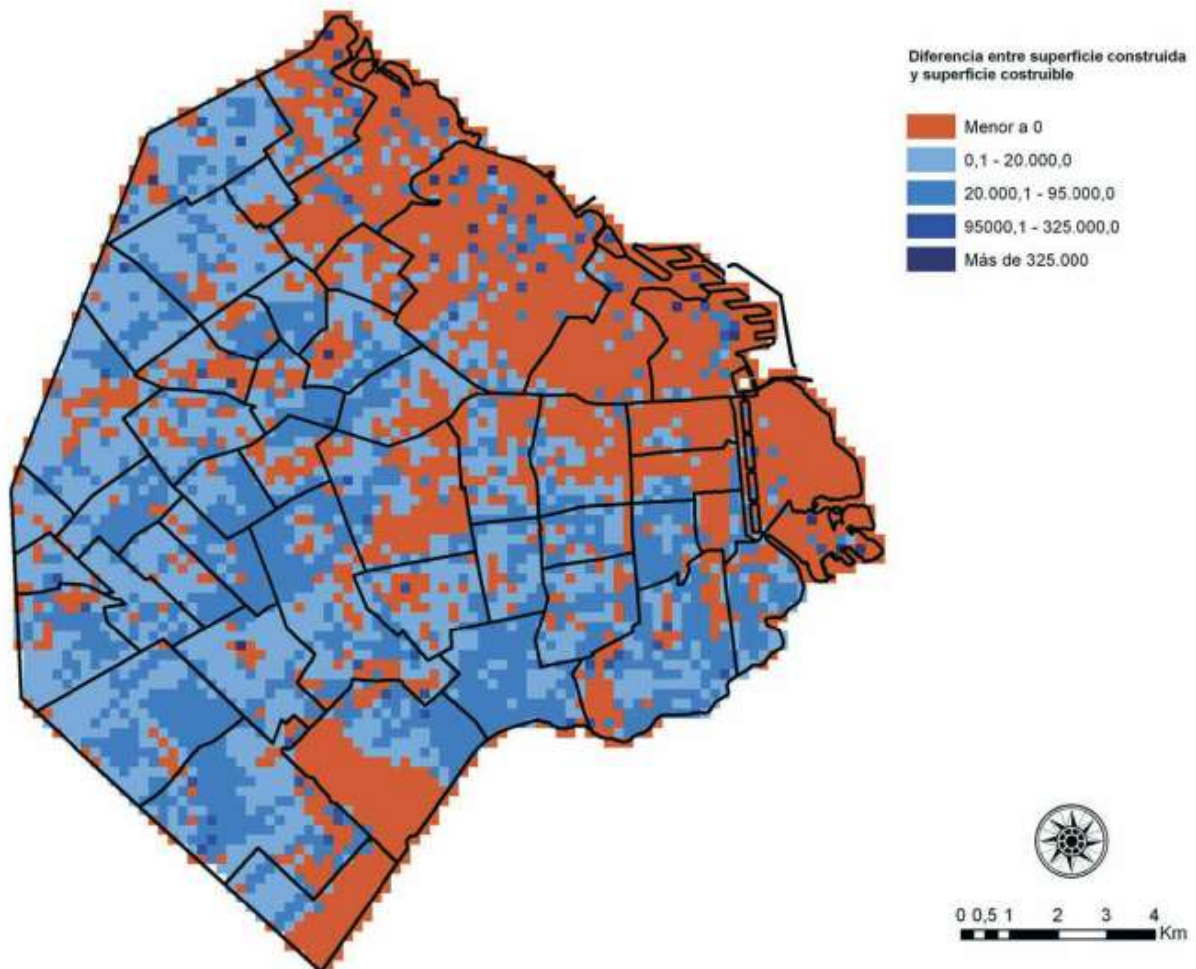 Diferencia entre superficie construida
y superficie costruible
Menor a 0
0,1 - 20.000,0
20.000,1 - 95.000,0
95000,1 - 325.000,0
Más de 325.000
0 0,5 1 2 3 4
Km